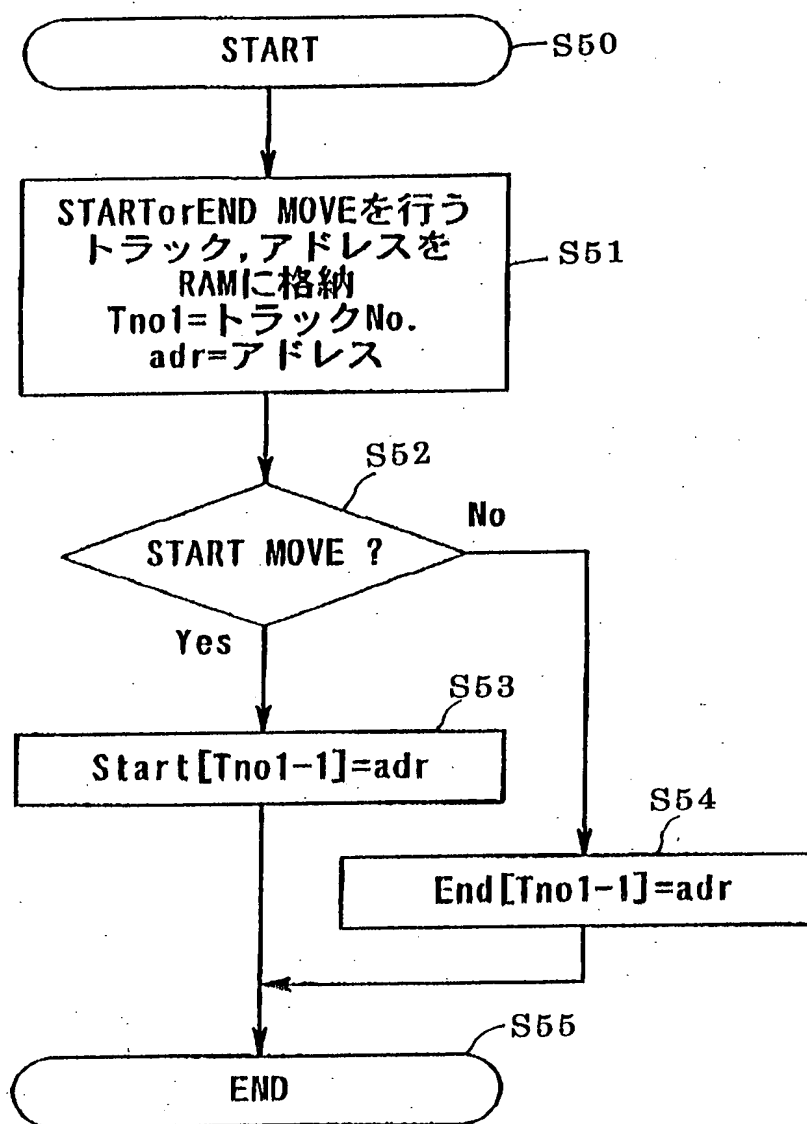 START
S50
STARTorEND MOVEを行う
トラック,アドレスを
RAMに格納
Tno1=トラックNo.
adr=アドレス
S51
S52
START MOVE ?
No
Yes
S53
Start[Tno1-1]=adr
S54
End[Tno1-1]=adr
S55
END